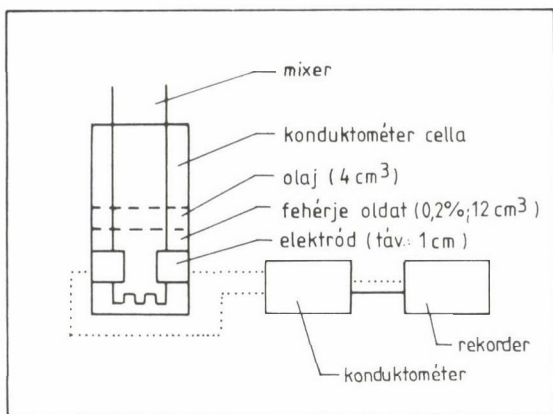 mixer
konduktométer cella
olaj (4 cm³)
fehérje oldat (0,2%; 12 cm³)
elektród (táv.: 1 cm)
rekorder
konduktométer